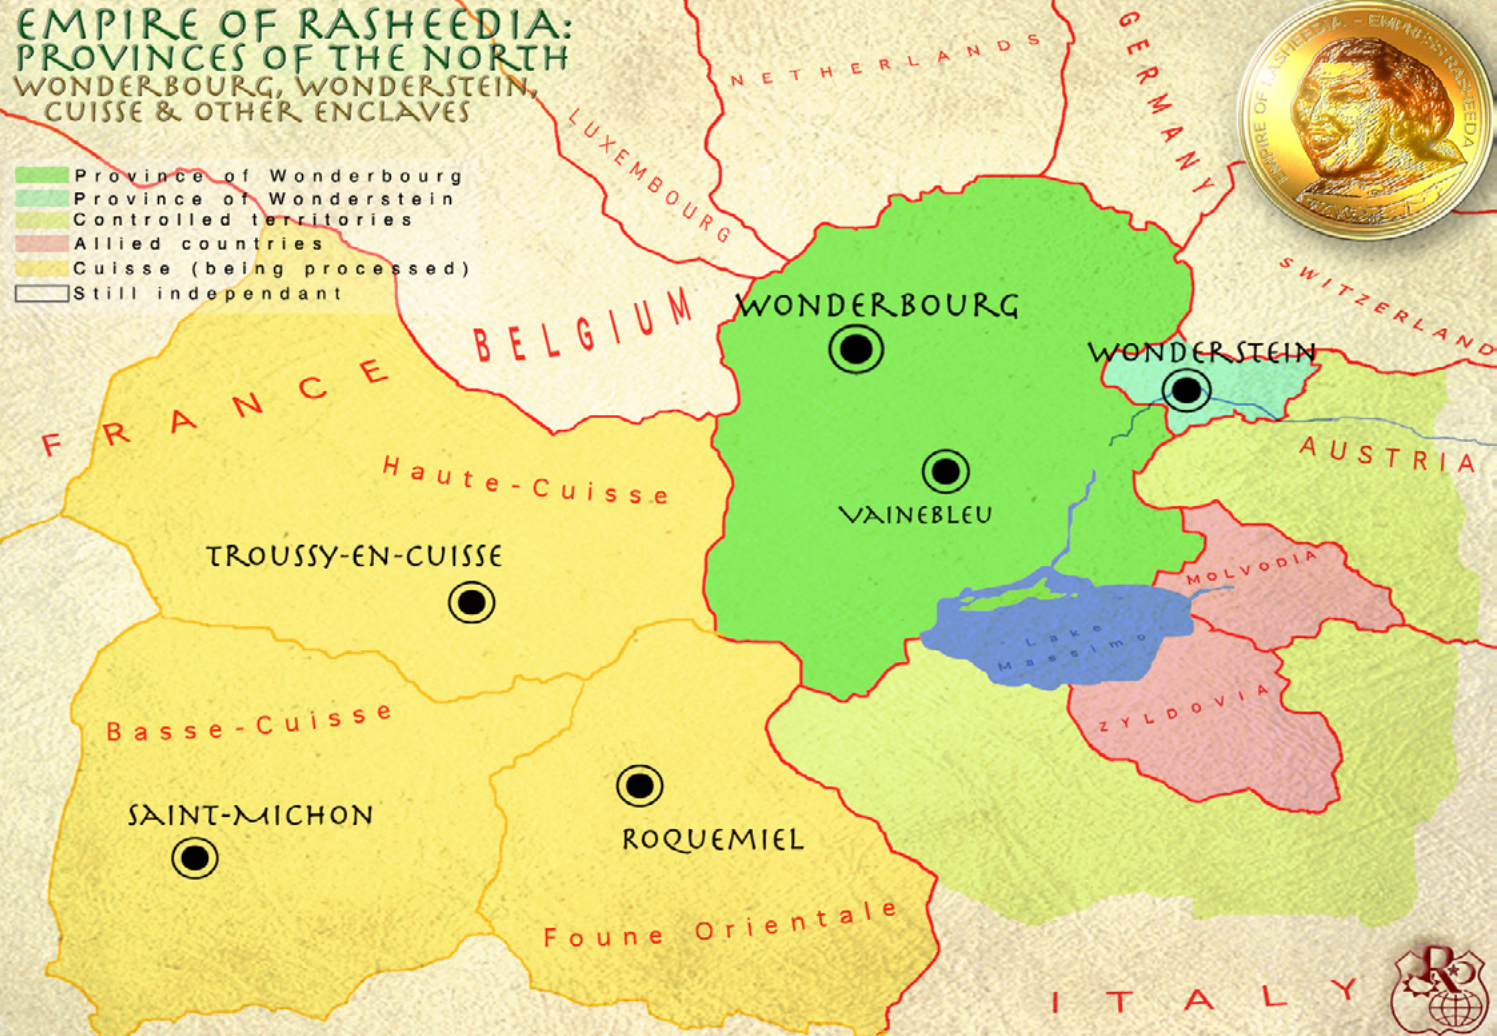 EMPIRE OF RASHEEDIA:
PROVINCES OF THE NORTH
WONDERBOURG, WONDERSTEIN,
CUISSE & OTHER ENCLAVES
Province of Wonderbourg
Province of Wonderstein
Controlled territories
Allied countries
Cuisse (being processed)
Still independant
NETHERLANDS
GERMANY
LUXEMBOURG
EMPIRE OF RASHEEDIA - EMPRESS RASHEEDA
SWITZERLAND
BELGIUM
WONDERBOURG
WONDERSTEIN
FRANCE
AUSTRIA
Haute-Cuisse
VAINEBLEU
TROUSSY-EN-CUISSE
MOLVODIA
Lake
Massimo
ZYLDOVIA
Basse-Cuisse
SAINT-MICHON
ROQUEMIEL
Foune Orientale
ITALY
R